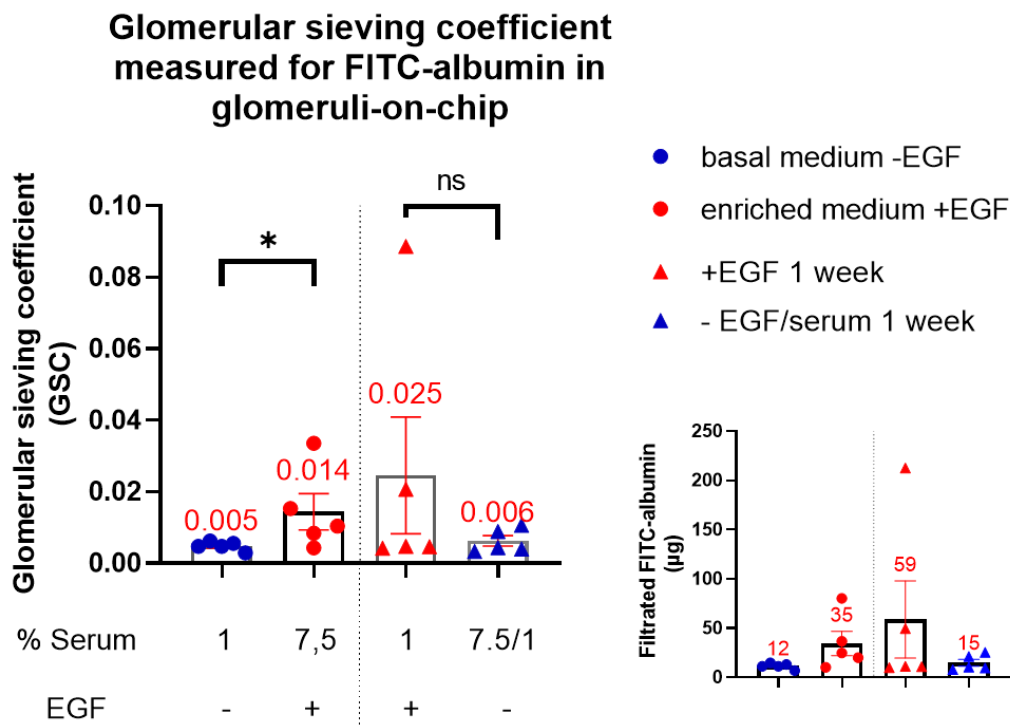 Glomerular sieving coefficient
measured for FITC-albumin in
glomeruli-on-chip
Glomerular sieving coefficient
(GSC)
0.10
0.08
0.06
0.04
0.02
0.00
*
ns
0.005
0.014
0.025
0.006
% Serum 1 7,5 1 7.5/1
EGF - + + -
basal medium -EGF
enriched medium +EGF
+EGF 1 week
- EGF/serum 1 week
Filtrated FITC-albumin
(µg)
250
200
150
100
50
0
12
35
59
15